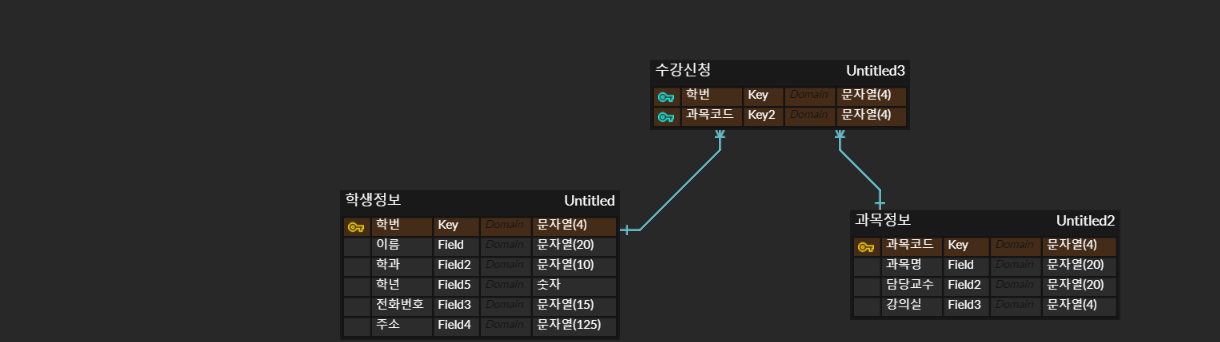 수강신청 Untitled3
학번 Key Domain 문자열(4)
과목코드 Key2 Domain 문자열(4)
학생정보 Untitled
학번 Key Domain 문자열(4)
이름 Field Domain 문자열(20)
학과 Field2 Domain 문자열(10)
학년 Field5 Domain 숫자
전화번호 Field3 Domain 문자열(15)
주소 Field4 Domain 문자열(125)
과목정보 Untitled2
과목코드 Key Domain 문자열(4)
과목명 Field Domain 문자열(20)
담당교수 Field2 Domain 문자열(20)
강의실 Field3 Domain 문자열(4)